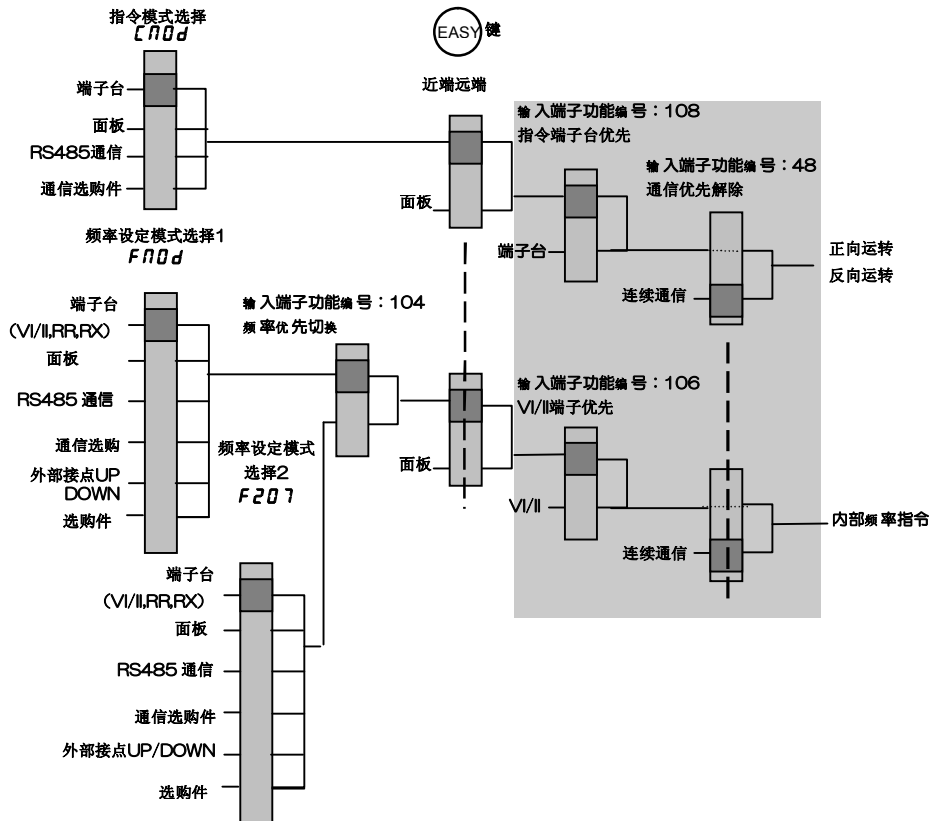 指令模式选择
CMOd
EASY 键
端子台
面板
RS485通信
通信选购件
近端远端
面板
输入端子功能编号：108
指令端子台优先
端子台
输入端子功能编号：48
通信优先解除
连续通信
正向运转
反向运转
频率设定模式选择1
FMOd
端子台
（VI/II,RR,RX）
面板
RS485 通信
通信选购
外部接点UP
DOWN
选购件
输入端子功能编号：104
频率优先切换
频率设定模式
选择2
F207
面板
输入端子功能编号：106
VI/II端子优先
VI/II
连续通信
内部频率指令
端子台
（VI/II,RR,RX）
面板
RS485 通信
通信选购件
外部接点UP/DOWN
选购件